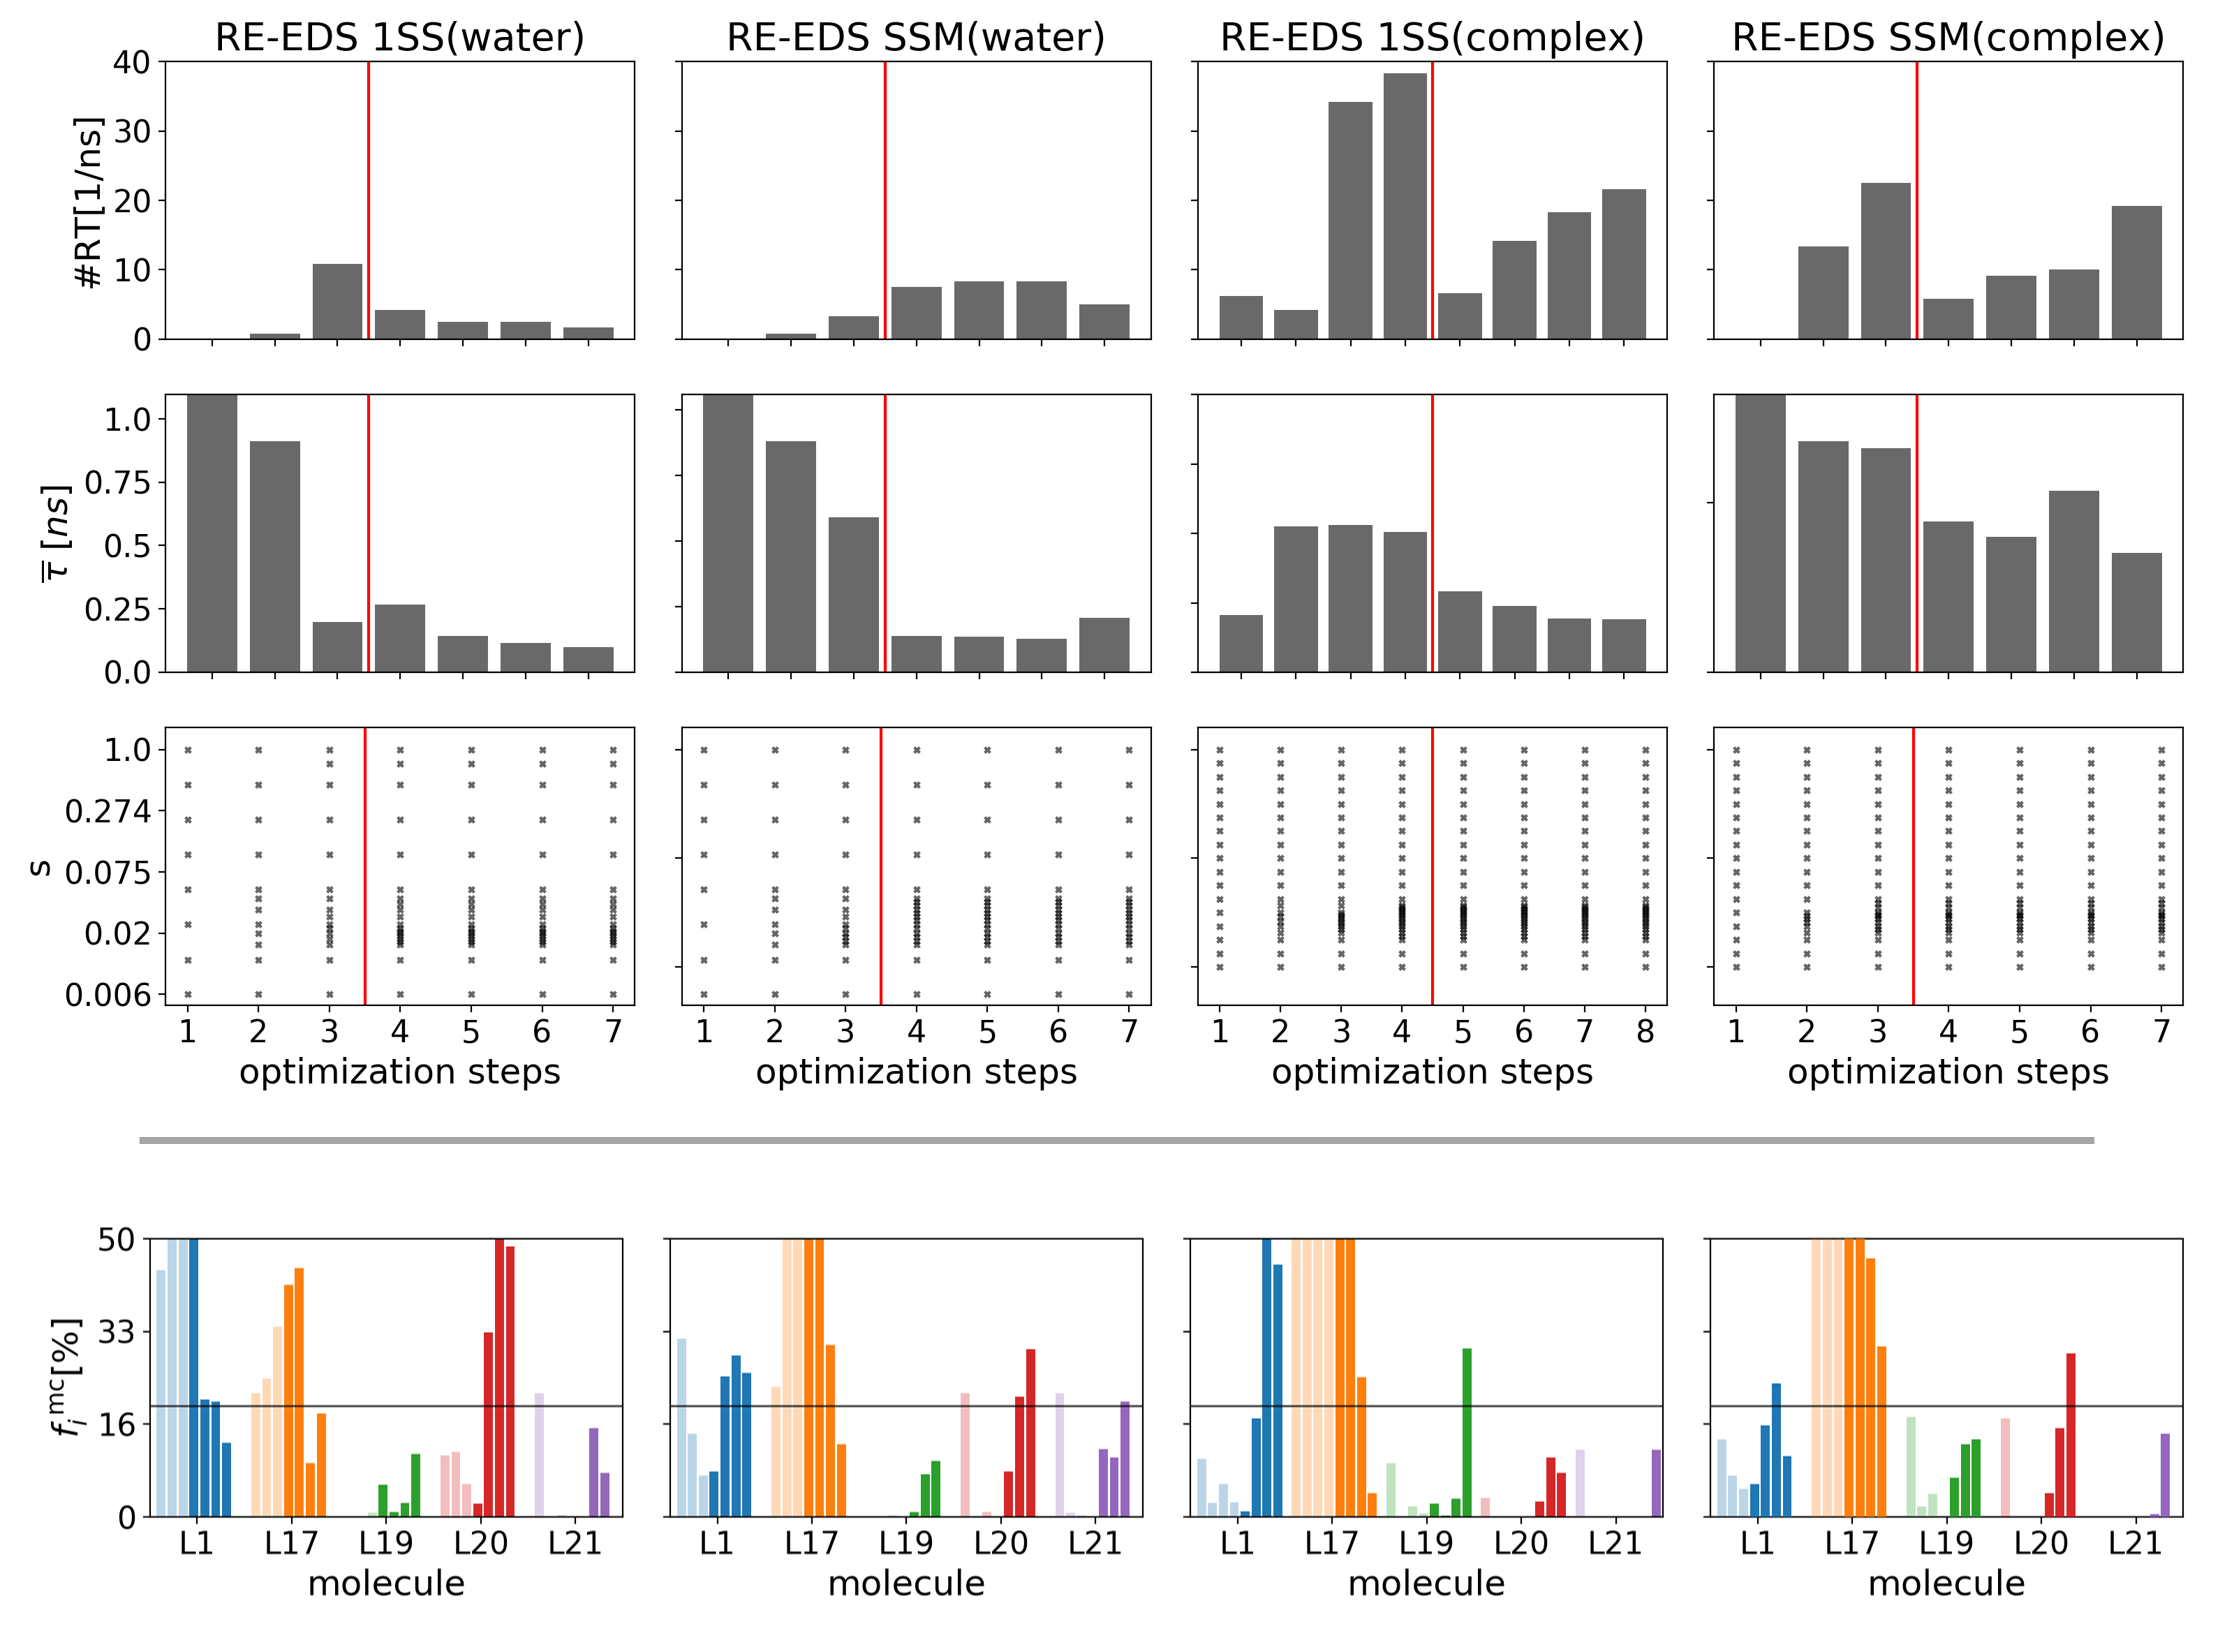 RE-EDS 1SS(water) RE-EDS SSM(water) RE-EDS 1SS(complex) RE-EDS SSM(complex)
#RT[1/ns]
40
30
20
10
0
τ̅ [ns]
1.0
0.75
0.5
0.25
0.0
s
1.0
0.274
0.075
0.02
0.006
1 2 3 4 5 6 7 1 2 3 4 5 6 7 1 2 3 4 5 6 7 8 1 2 3 4 5 6 7
optimization steps optimization steps optimization steps optimization steps
f_i^mc[%]
50
33
16
0
L1 L17 L19 L20 L21 L1 L17 L19 L20 L21 L1 L17 L19 L20 L21 L1 L17 L19 L20 L21
molecule molecule molecule molecule